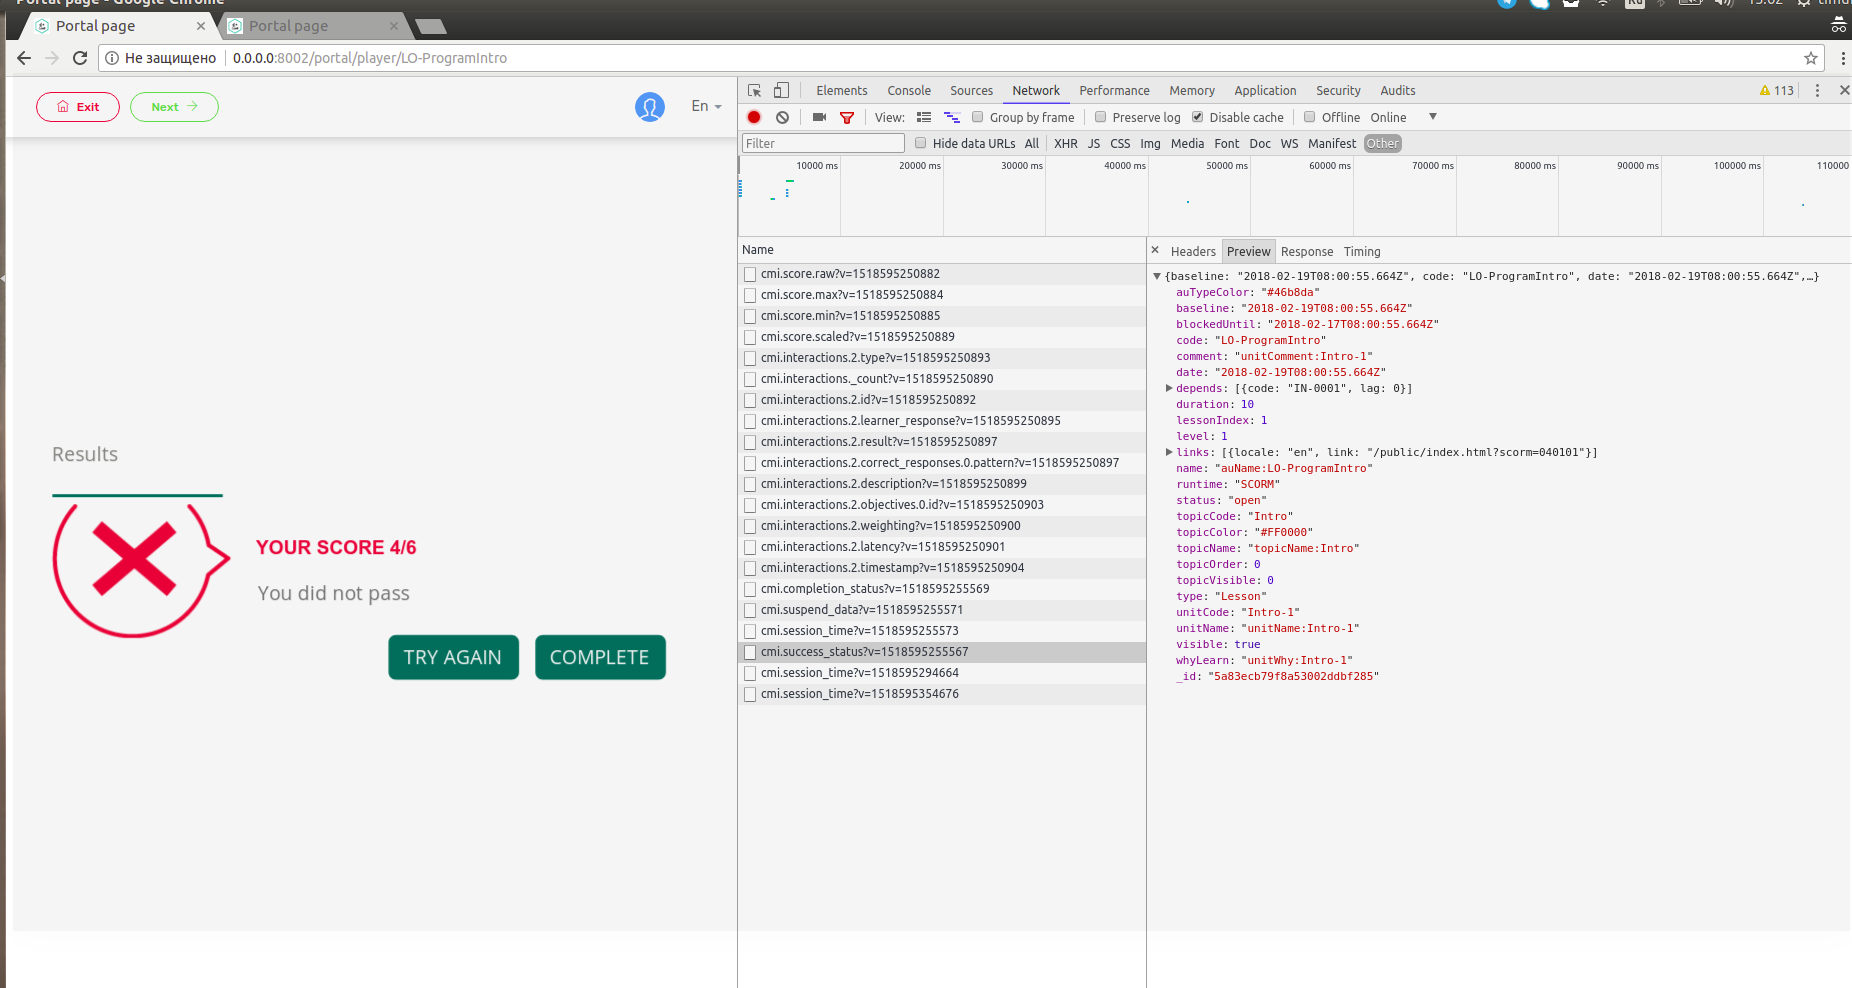 Portal page - Google Chrome
Portal page
Portal page
Не защищено 0.0.0.0:8002/portal/player/LO-ProgramIntro
Exit
Next
En
Results
YOUR SCORE 4/6
You did not pass
TRY AGAIN
COMPLETE
Elements Console Sources Network Performance Memory Application Security Audits 113
View: Group by frame Preserve log Disable cache Offline Online
Filter Hide data URLs All XHR JS CSS Img Media Font Doc WS Manifest Other
10000 ms 20000 ms 30000 ms 40000 ms 50000 ms 60000 ms 70000 ms 80000 ms 90000 ms 100000 ms 110000
Name
cmi.score.raw?v=1518595250882
cmi.score.max?v=1518595250884
cmi.score.min?v=1518595250885
cmi.score.scaled?v=1518595250889
cmi.interactions.2.type?v=1518595250893
cmi.interactions._count?v=1518595250890
cmi.interactions.2.id?v=1518595250892
cmi.interactions.2.learner_response?v=1518595250895
cmi.interactions.2.result?v=1518595250897
cmi.interactions.2.correct_responses.0.pattern?v=1518595250897
cmi.interactions.2.description?v=1518595250899
cmi.interactions.2.objectives.0.id?v=1518595250903
cmi.interactions.2.weighting?v=1518595250900
cmi.interactions.2.latency?v=1518595250901
cmi.interactions.2.timestamp?v=1518595250904
cmi.completion_status?v=1518595255569
cmi.suspend_data?v=1518595255571
cmi.session_time?v=1518595255573
cmi.success_status?v=1518595255567
cmi.session_time?v=1518595294664
cmi.session_time?v=1518595354676
Headers Preview Response Timing
{baseline: "2018-02-19T08:00:55.664Z", code: "LO-ProgramIntro", date: "2018-02-19T08:00:55.664Z",…}
auTypeColor: "#46b8da"
baseline: "2018-02-19T08:00:55.664Z"
blockedUntil: "2018-02-17T08:00:55.664Z"
code: "LO-ProgramIntro"
comment: "unitComment:Intro-1"
date: "2018-02-19T08:00:55.664Z"
depends: [{code: "IN-0001", lag: 0}]
duration: 10
lessonIndex: 1
level: 1
links: [{locale: "en", link: "/public/index.html?scorm=040101"}]
name: "auName:LO-ProgramIntro"
runtime: "SCORM"
status: "open"
topicCode: "Intro"
topicColor: "#FF0000"
topicName: "topicName:Intro"
topicOrder: 0
topicVisible: 0
type: "Lesson"
unitCode: "Intro-1"
unitName: "unitName:Intro-1"
visible: true
whyLearn: "unitWhy:Intro-1"
_id: "5a83ecb79f8a53002ddbf285"